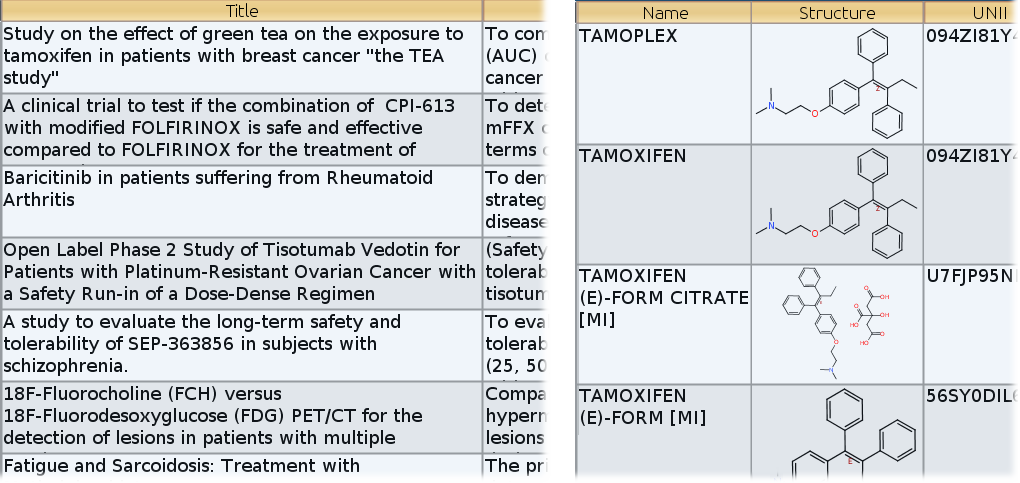 Title
Study on the effect of green tea on the exposure to
tamoxifen in patients with breast cancer "the TEA
study"
To com
(AUC)
cancer
A clinical trial to test if the combination of CPI-613
with modified FOLFIRINOX is safe and effective
compared to FOLFIRINOX for the treatment of
To dete
mFFX
terms
Baricitinib in patients suffering from Rheumatoid
Arthritis
To den
strateg
disease
Open Label Phase 2 Study of Tisotumab Vedotin for
Patients with Platinum-Resistant Ovarian Cancer with
a Safety Run-in of a Dose-Dense Regimen
(Safety
tolerab
tisotum
A study to evaluate the long-term safety and
tolerability of SEP-363856 in subjects with
schizophrenia.
To eva
tolerab
(25, 50
18F-Fluorocholine (FCH) versus
18F-Fluorodesoxyglucose (FDG) PET/CT for the
detection of lesions in patients with multiple
Compa
hyperm
lesions
Fatigue and Sarcoidosis: Treatment with
The pri
Name
Structure
UNII
TAMOPLEX
N
O
Z
094ZI81Y4
TAMOXIFEN
N
O
Z
094ZI81Y4
TAMOXIFEN
(E)-FORM CITRATE
[MI]
O
N
O
OH
OH
O
HO
O
HO
U7FJP95N
TAMOXIFEN
(E)-FORM [MI]
E
56SY0DIL6